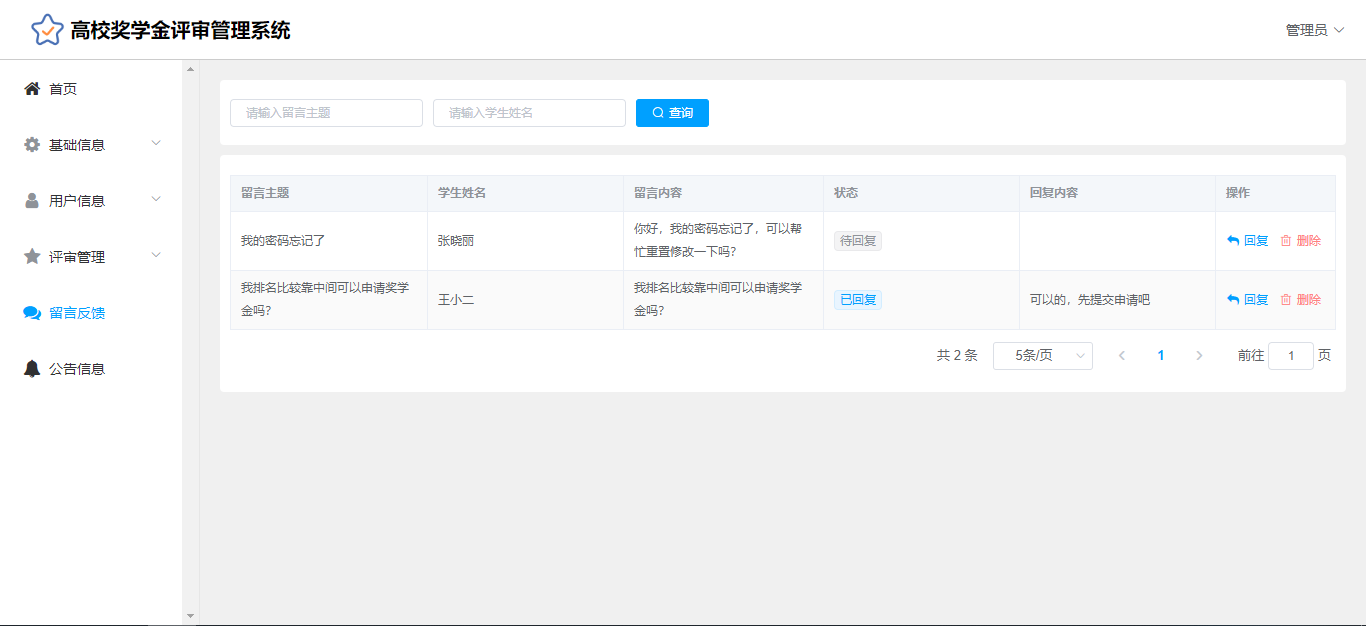 高校奖学金评审管理系统
管理员
首页
基础信息
用户信息
评审管理
留言反馈
公告信息
请输入留言主题 请输入学生姓名 查询
留言主题 学生姓名 留言内容 状态 回复内容 操作
我的密码忘记了 张晓丽 你好，我的密码忘记了，可以帮
忙重置修改一下吗? 待回复 回复 删除
我排名比较靠中间可以申请奖学
金吗? 王小二 我排名比较靠中间可以申请奖学
金吗? 已回复 可以的，先提交申请吧 回复 删除
共 2 条 5条/页 1 前往 1 页